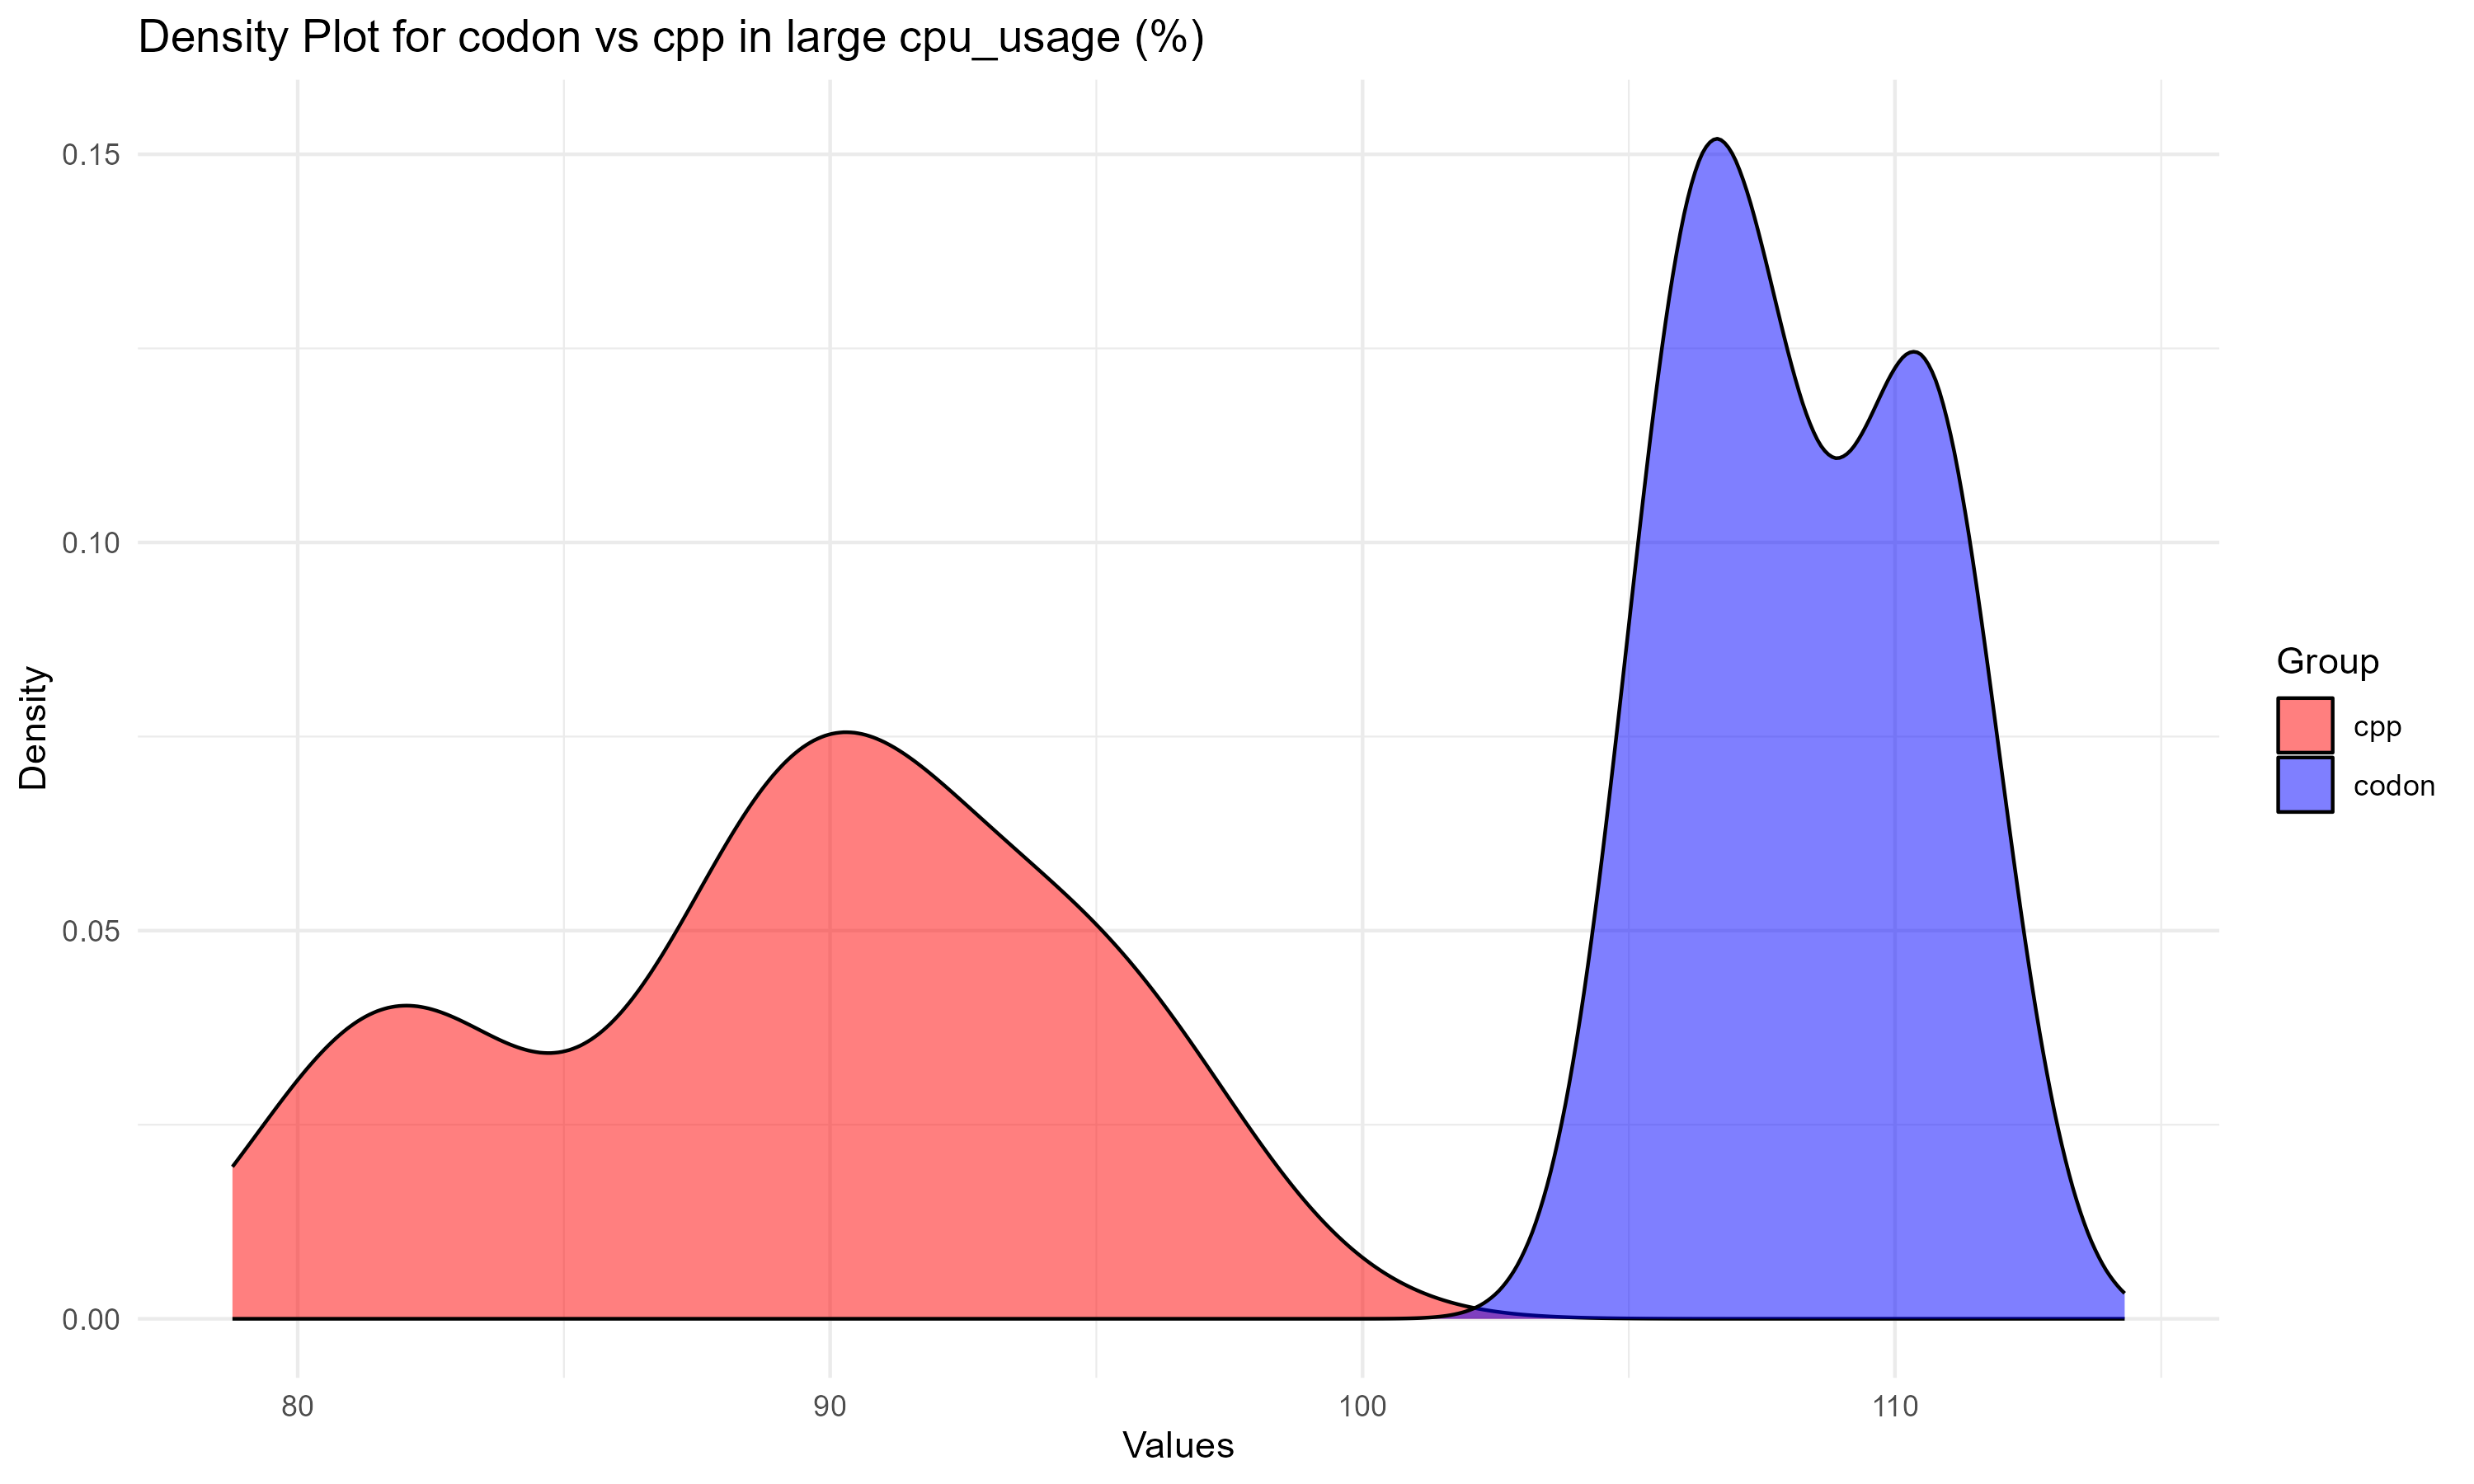 Density Plot for codon vs cpp in large cpu_usage (%)
0.15
0.10
0.05
0.00
Density
80 90 100 110
Values
Group
cpp
codon